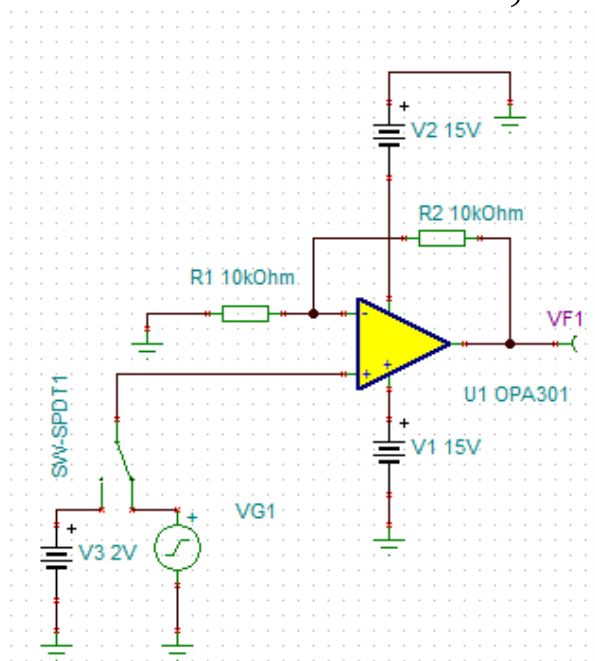 V2 15V
R2 10kOhm
R1 10kOhm
VF1
U1 OPA301
SW-SPDT1
V1 15V
VG1
V3 2V